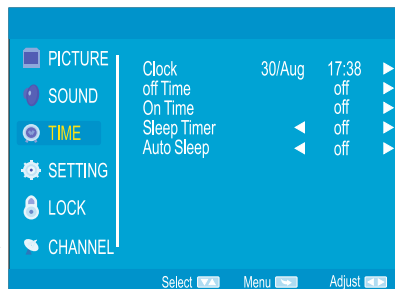 PICTURE
SOUND
TIME
SETTING
LOCK
CHANNEL
Clock 30/Aug 17:38
off Time off
On Time off
Sleep Timer off
Auto Sleep off
Select Menu Adjust